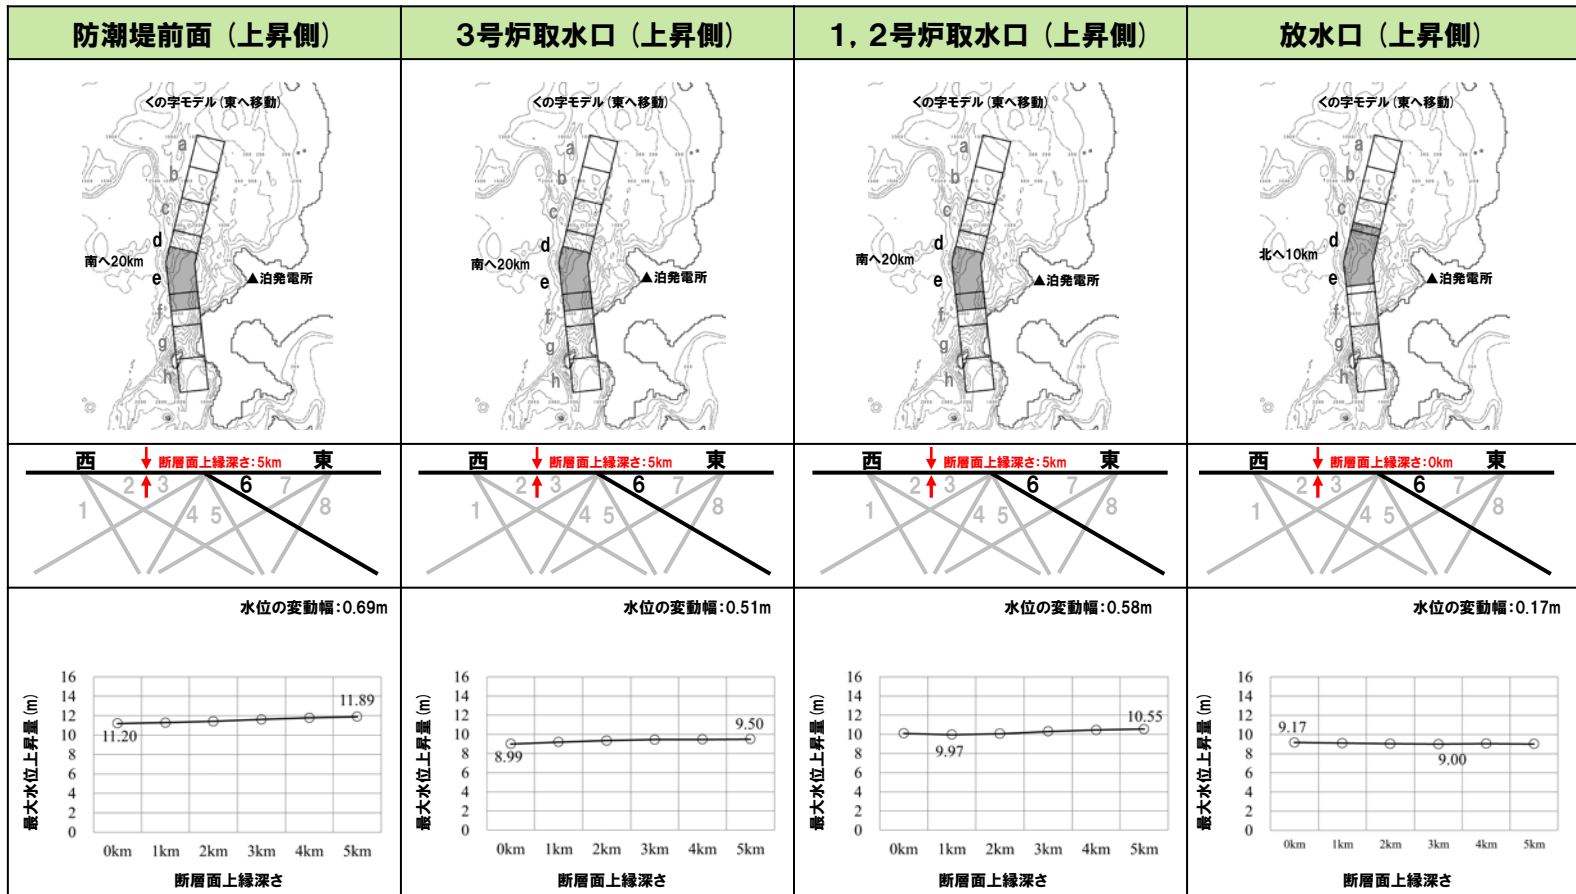 防潮堤前面（上昇側）
3号炉取水口（上昇側）
1，2号炉取水口（上昇側）
放水口（上昇側）
くの字モデル（東へ移動）
a
b
c
d
南へ20km
e
▲泊発電所
f
g
h
くの字モデル（東へ移動）
a
b
c
d
南へ20km
e
▲泊発電所
f
g
h
くの字モデル（東へ移動）
a
b
c
d
南へ20km
e
▲泊発電所
f
g
h
くの字モデル（東へ移動）
a
b
c
d
北へ10km
e
▲泊発電所
f
g
h
西 断層面上縁深さ：5km 東
1 2 3 4 5 6 7 8
西 断層面上縁深さ：5km 東
1 2 3 4 5 6 7 8
西 断層面上縁深さ：5km 東
1 2 3 4 5 6 7 8
西 断層面上縁深さ：0km 東
1 2 3 4 5 6 7 8
水位の変動幅：0.69m
最大水位上昇量（m）
16
14
12
10
8
6
4
2
0
11.20
11.89
0km 1km 2km 3km 4km 5km
断層面上縁深さ
水位の変動幅：0.51m
最大水位上昇量（m）
16
14
12
10
8
6
4
2
0
8.99
9.50
0km 1km 2km 3km 4km 5km
断層面上縁深さ
水位の変動幅：0.58m
最大水位上昇量（m）
16
14
12
10
8
6
4
2
0
9.97
10.55
0km 1km 2km 3km 4km 5km
断層面上縁深さ
水位の変動幅：0.17m
最大水位上昇量（m）
16
14
12
10
8
6
4
2
0
9.17
9.00
0km 1km 2km 3km 4km 5km
断層面上縁深さ